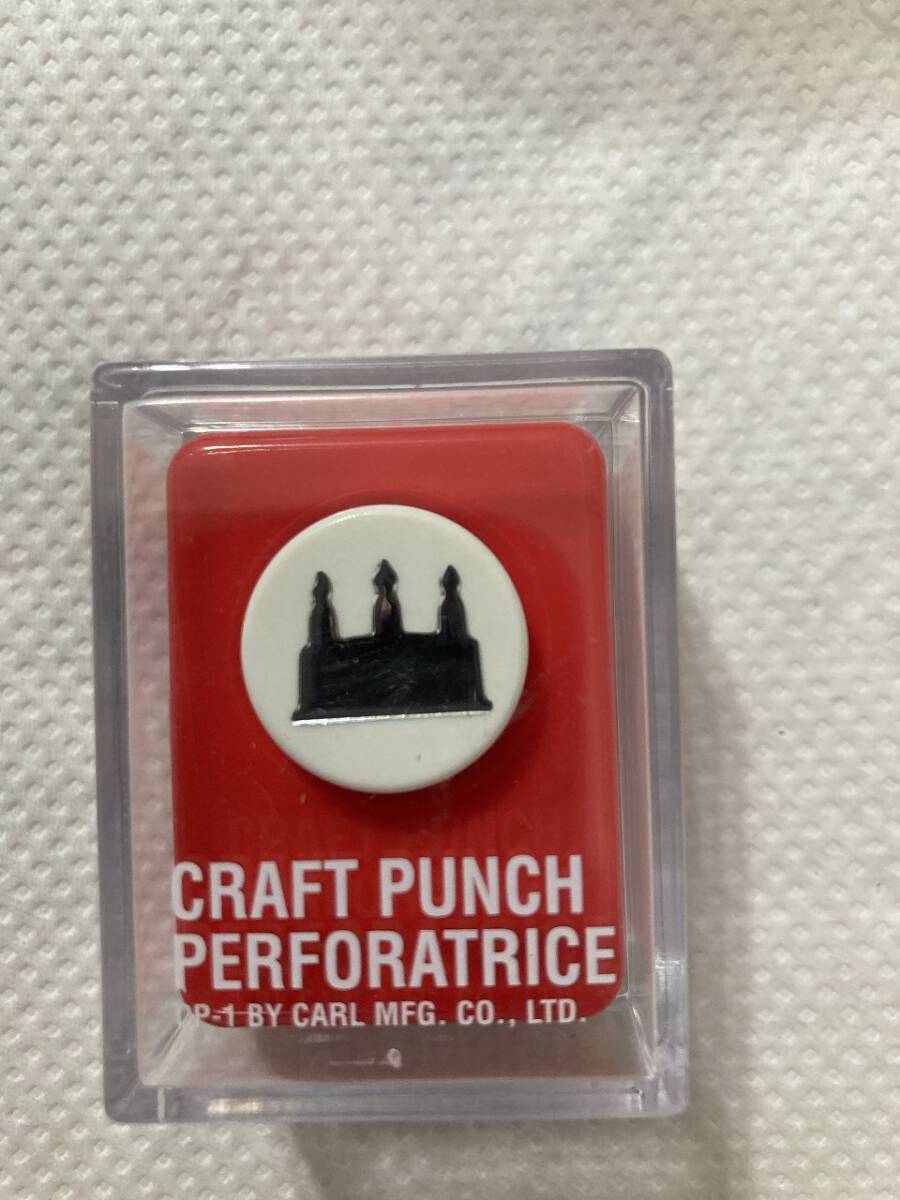 CRAFT PUNCH
PERFORATRICE
CP-1 BY CARL MFG. CO., LTD.